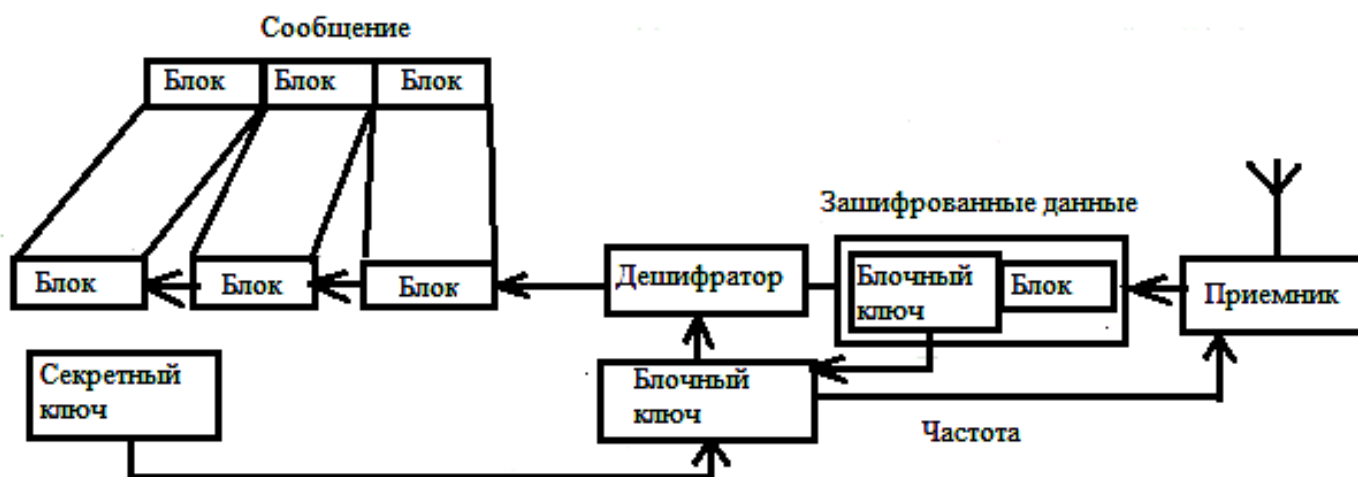 Сообщение
Блок Блок Блок
Зашифрованные данные
Блок Блок Блок
Дешифратор
Блочный
ключ
Блок
Приемник
Секретный
ключ
Блочный
ключ
Частота